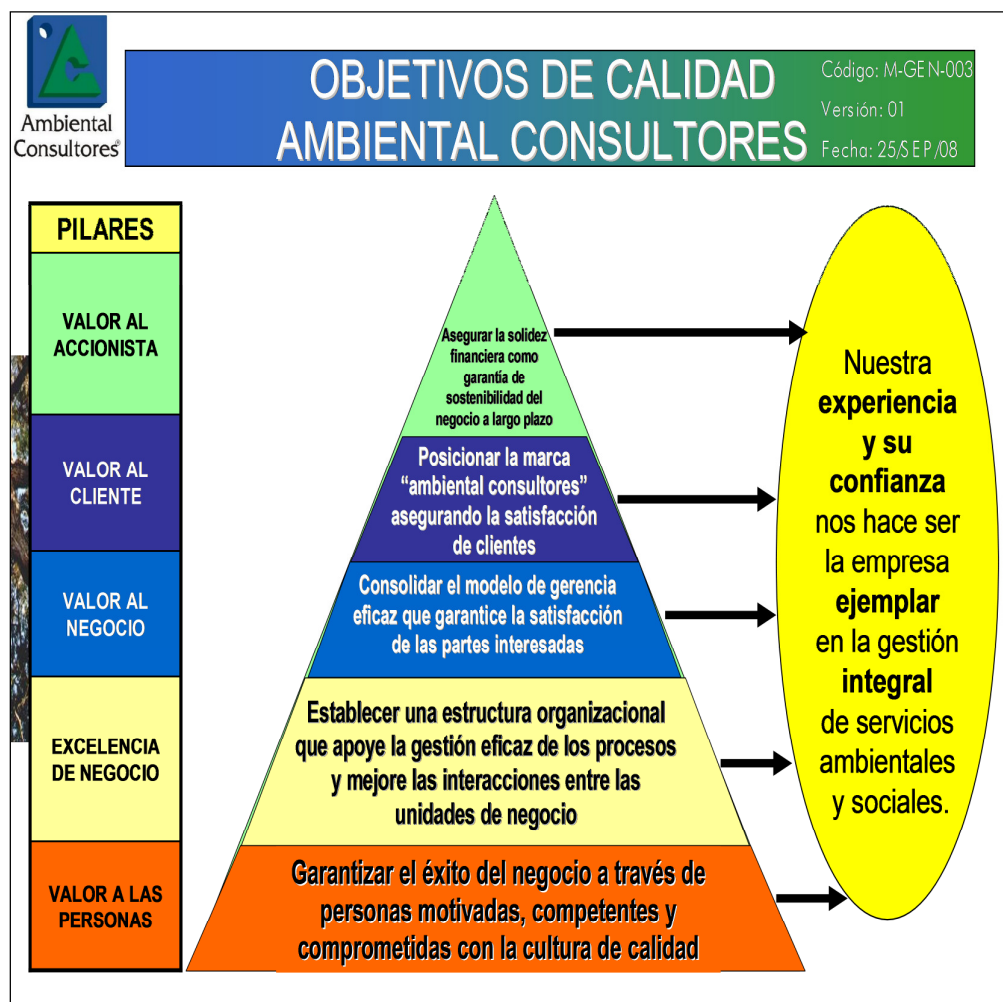 Ambiental
Consultores®
OBJETIVOS DE CALIDAD
AMBIENTAL CONSULTORES
Código: M-GEN-003
Versión: 01
Fecha: 25/SEP/08
PILARES
VALOR AL
ACCIONISTA
VALOR AL
CLIENTE
VALOR AL
NEGOCIO
EXCELENCIA
DE NEGOCIO
VALOR A LAS
PERSONAS
Asegurar la solidez
financiera como
garantía de
sostenibilidad del
negocio a largo plazo
Posicionar la marca
“ambiental consultores”
asegurando la satisfacción
de clientes
Consolidar el modelo de gerencia
eficaz que garantice la satisfacción
de las partes interesadas
Establecer una estructura organizacional
que apoye la gestión eficaz de los procesos
y mejore las interacciones entre las
unidades de negocio
Garantizar el éxito del negocio a través de
personas motivadas, competentes y
comprometidas con la cultura de calidad
Nuestra
experiencia
y su
confianza
nos hace ser
la empresa
ejemplar
en la gestión
integral
de servicios
ambientales
y sociales.